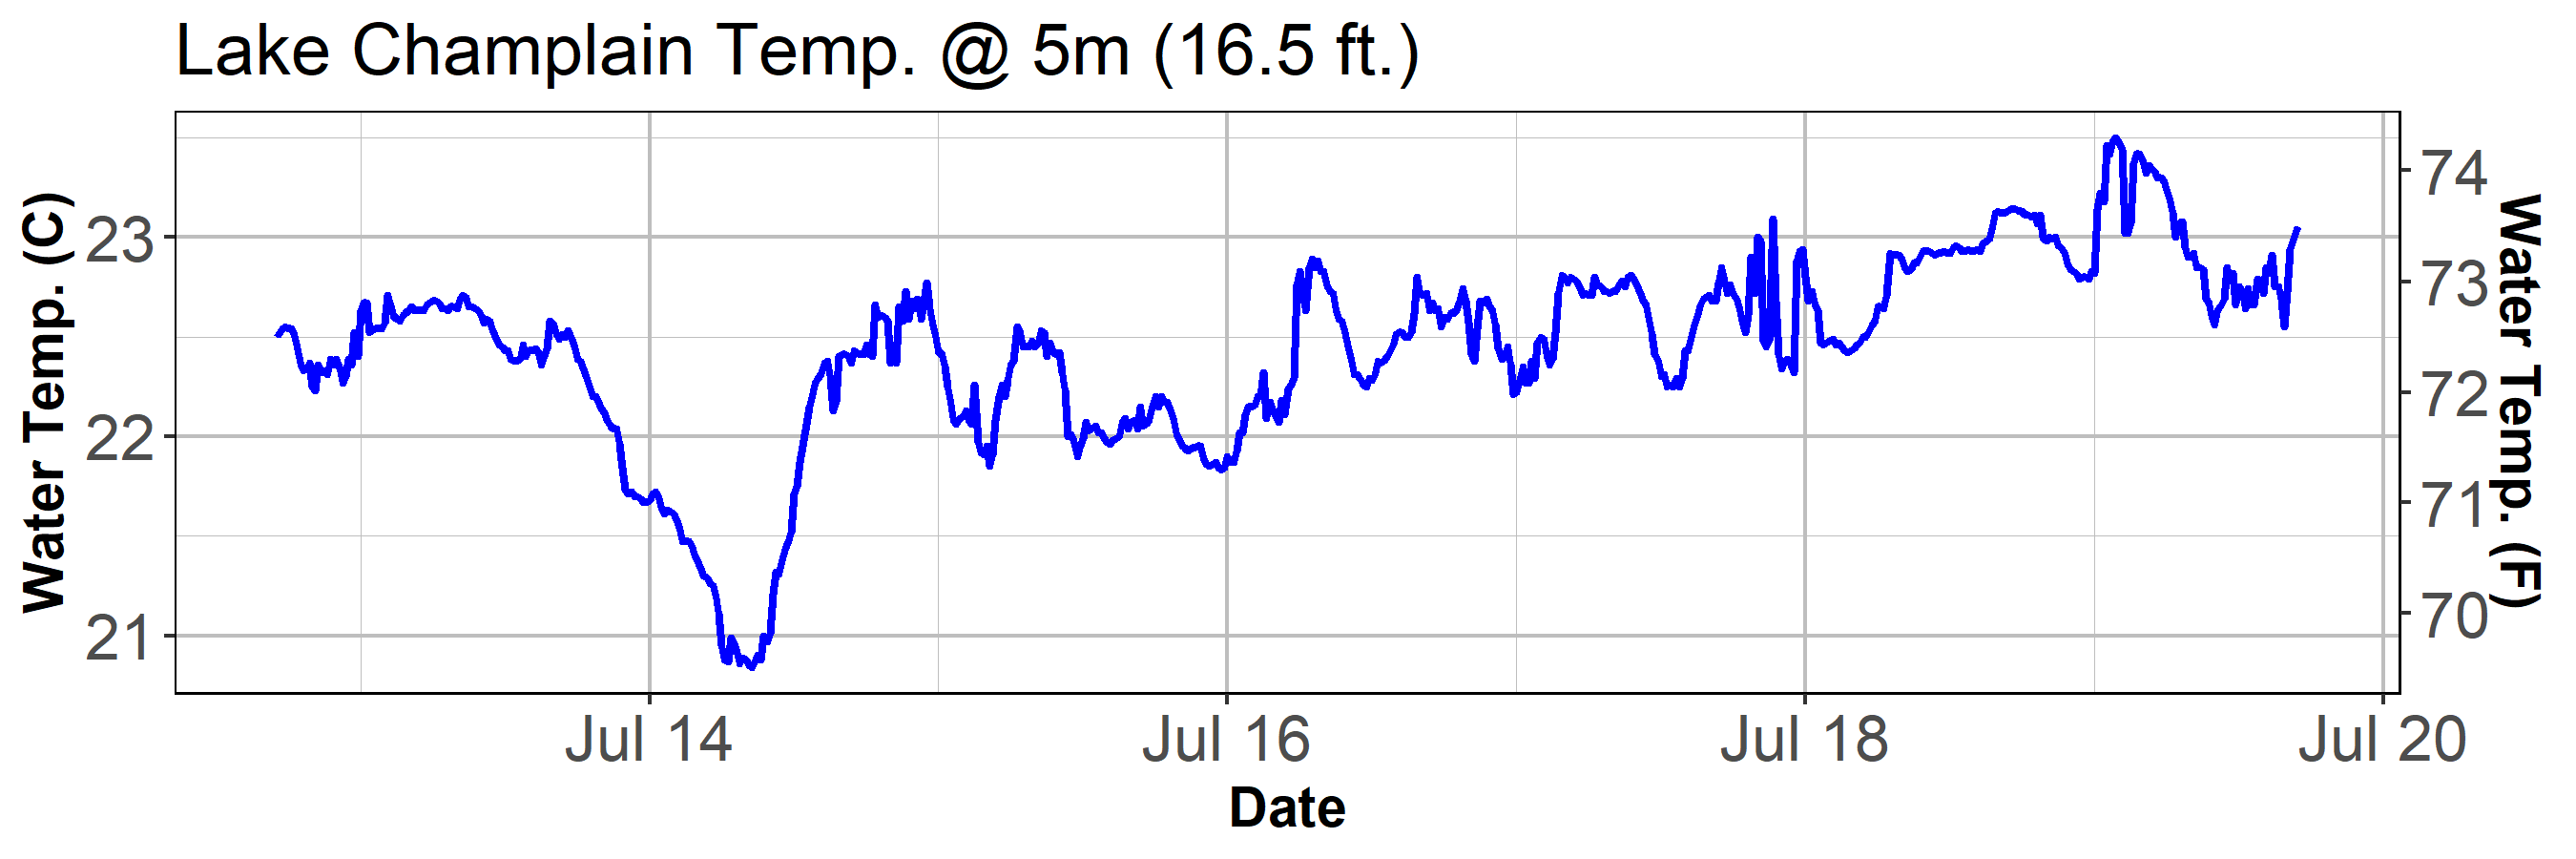 Lake Champlain Temp. @ 5m (16.5 ft.)
Water Temp. (C)
23
22
21
74
73
72
71
70
Water Temp. (F)
Jul 14 Jul 16 Jul 18 Jul 20
Date